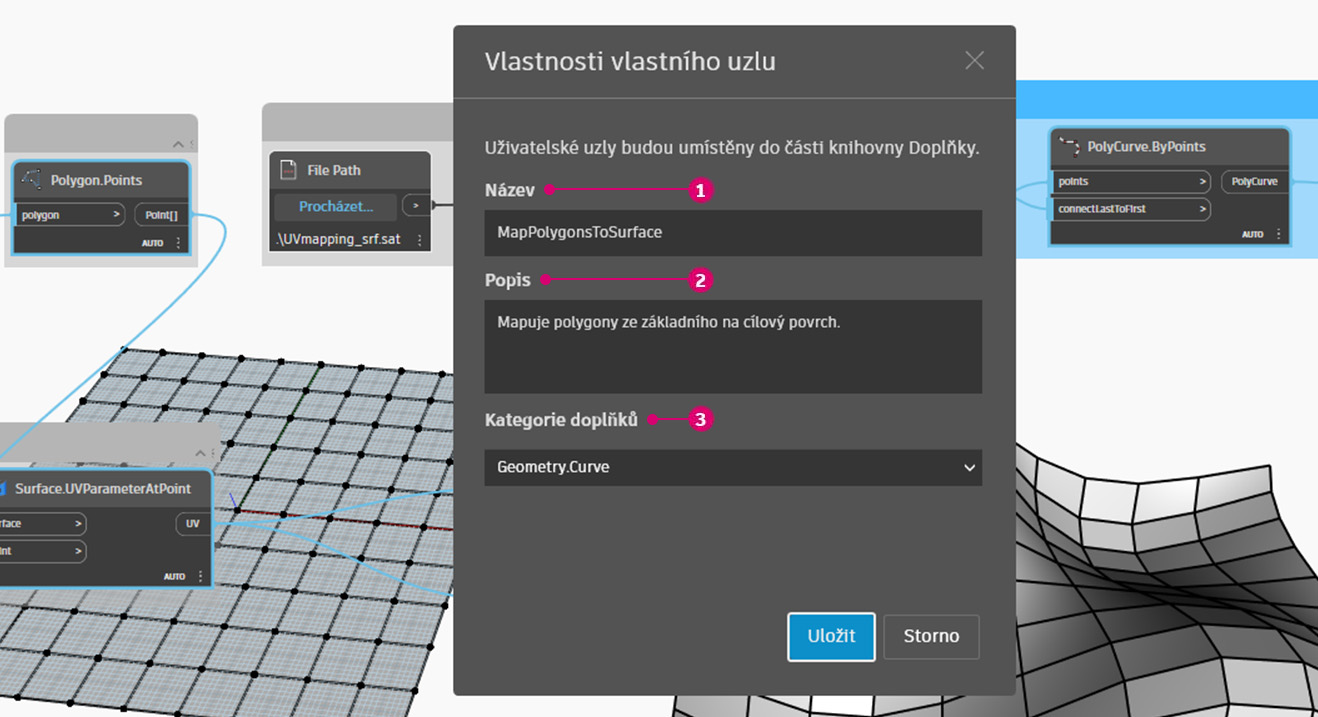 Vlastnosti vlastního uzlu
Uživatelské uzly budou umístěny do části knihovny Doplňky.
Název
1
MapPolygonsToSurface
Popis
2
Mapuje polygony ze základního na cílový povrch.
Kategorie doplňků
3
Geometry.Curve
Uložit Storno
Polygon.Points
polygon > Point[]
AUTO
File Path
Procházet... >
.\UVmapping_srf.sat
PolyCurve.ByPoints
points > PolyCurve
connectLastToFirst >
AUTO
Surface.UVParameterAtPoint
rface > UV
int >
AUTO